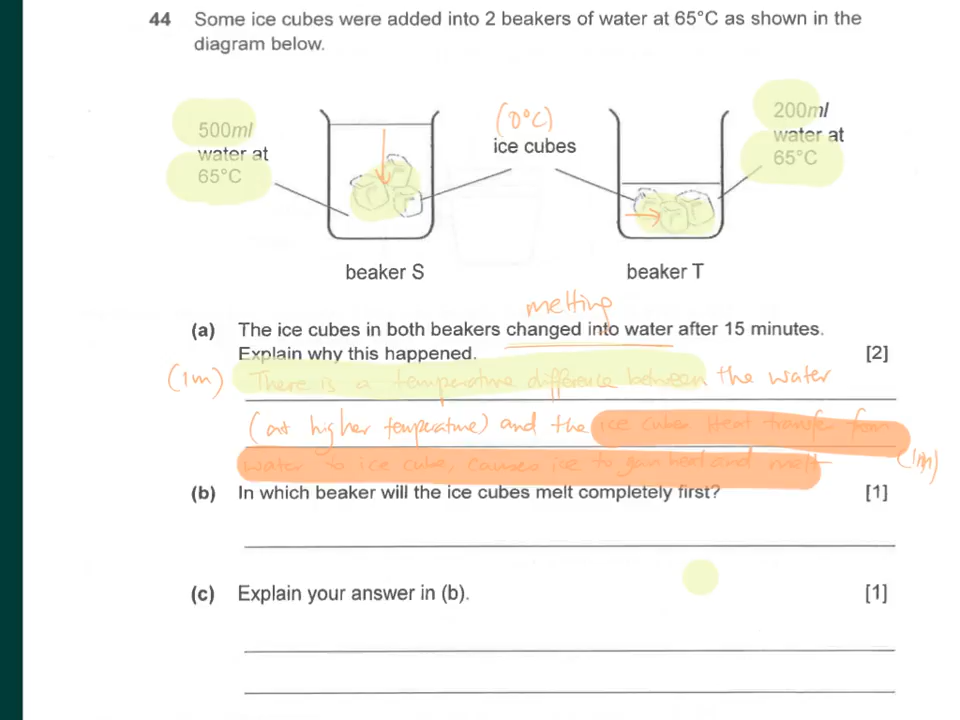 44 Some ice cubes were added into 2 beakers of water at 65°C as shown in the
diagram below.
500ml
water at
65°C
(0°C)
ice cubes
200ml
water at
65°C
beaker S
beaker T
melting
(a) The ice cubes in both beakers changed into water after 15 minutes.
Explain why this happened. [2]
(1m) There is a temperature difference between the water
(at higher temperature) and the ice cube. Heat transfer from
water to ice cube, causes ice to gain heat and melt (1m)
(b) In which beaker will the ice cubes melt completely first? [1]
(c) Explain your answer in (b). [1]